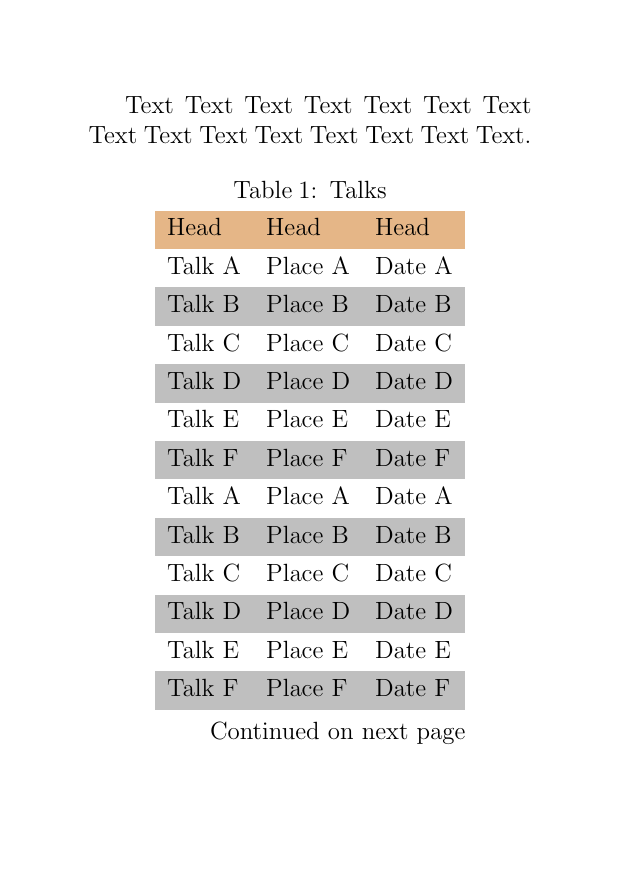 Text Text Text Text Text Text Text
Text Text Text Text Text Text Text Text.
Table 1: Talks
Head Head Head
Talk A Place A Date A
Talk B Place B Date B
Talk C Place C Date C
Talk D Place D Date D
Talk E Place E Date E
Talk F Place F Date F
Talk A Place A Date A
Talk B Place B Date B
Talk C Place C Date C
Talk D Place D Date D
Talk E Place E Date E
Talk F Place F Date F
Continued on next page